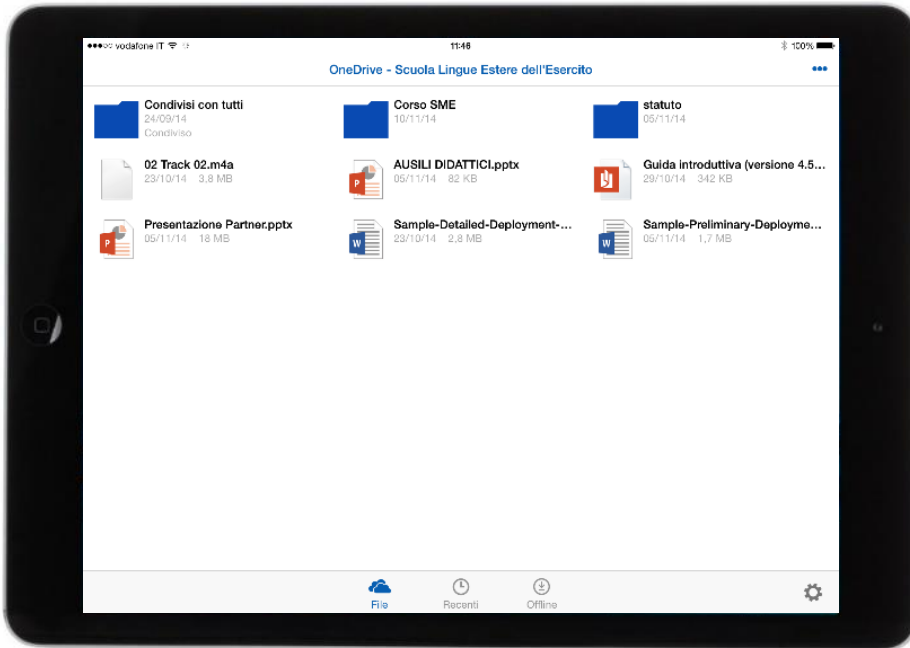 vodafone IT
11:46
100%
OneDrive - Scuola Lingue Estere dell'Esercito
Condivisi con tutti
24/09/14
Condiviso
Corso SME
10/11/14
statuto
05/11/14
02 Track 02.m4a
23/10/14 3,8 MB
AUSILI DIDATTICI.pptx
05/11/14 82 KB
Guida introduttiva (versione 4.5...
29/10/14 342 KB
Presentazione Partner.pptx
05/11/14 18 MB
Sample-Detailed-Deployment-...
23/10/14 2,8 MB
Sample-Preliminary-Deployme...
05/11/14 1,7 MB
File
Recenti
Offline